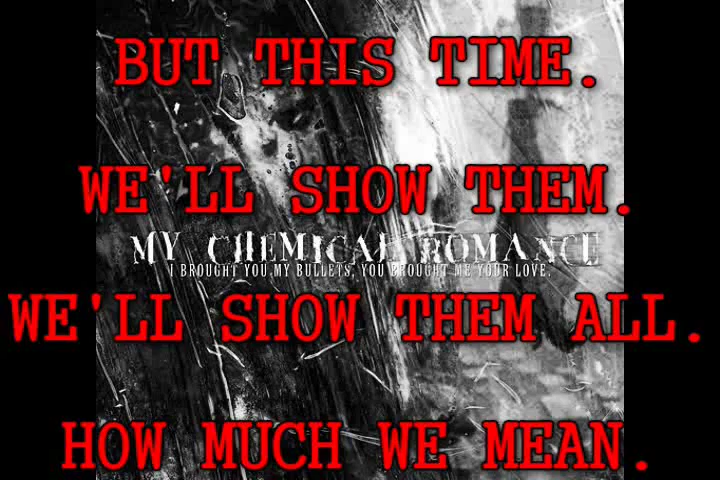 BUT THIS TIME.
WE'LL SHOW THEM.
MY CHEMICAL ROMANCE
I BROUGHT YOU MY BULLETS, YOU BROUGHT ME YOUR LOVE.
WE'LL SHOW THEM ALL.
HOW MUCH WE MEAN.